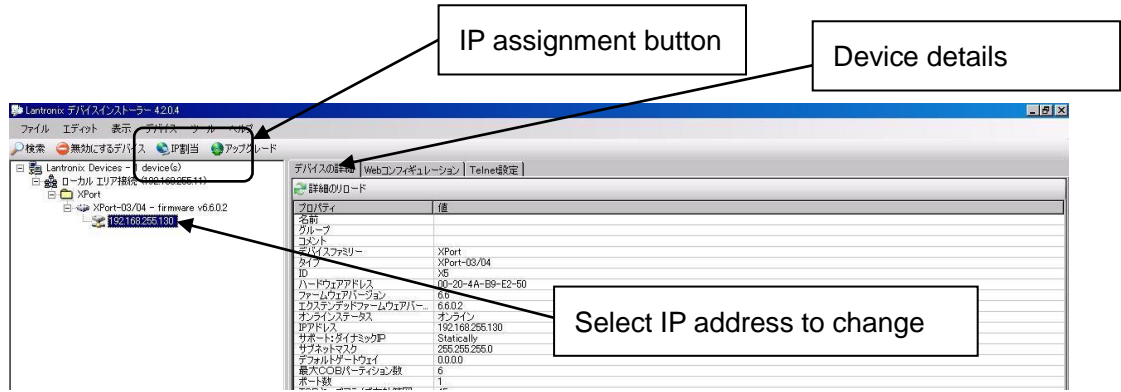 IP assignment button
Device details
Lantronix デバイスインストーラー 4.2.0.4
ファイル エディット 表示 デバイス ツール ヘルプ
検索 無効にするデバイス IP割当 アップグレード
Lantronix Devices - 1 device(s)
ローカル エリア接続 (192.168.255.11)
XPort
XPort-03/04 - firmware v6.6.0.2
192.168.255.130
デバイスの詳細 Webコンフィギュレーション Telnet設定
詳細のリロード
プロパティ 値
名前
グループ
コメント
デバイスファミリー XPort
タイプ XPort-03/04
ID X5
ハードウェアアドレス 00-20-4A-B9-E2-50
ファームウェアバージョン 6.6
エクステンデッドファームウェアバー... 6.6.0.2
オンラインステータス オンライン
IPアドレス 192.168.255.130
サポート:ダイナミックIP Statically
サブネットマスク 255.255.255.0
デフォルトゲートウェイ 0.0.0.0
最大COBパーティション数 6
ポート数 1
Select IP address to change